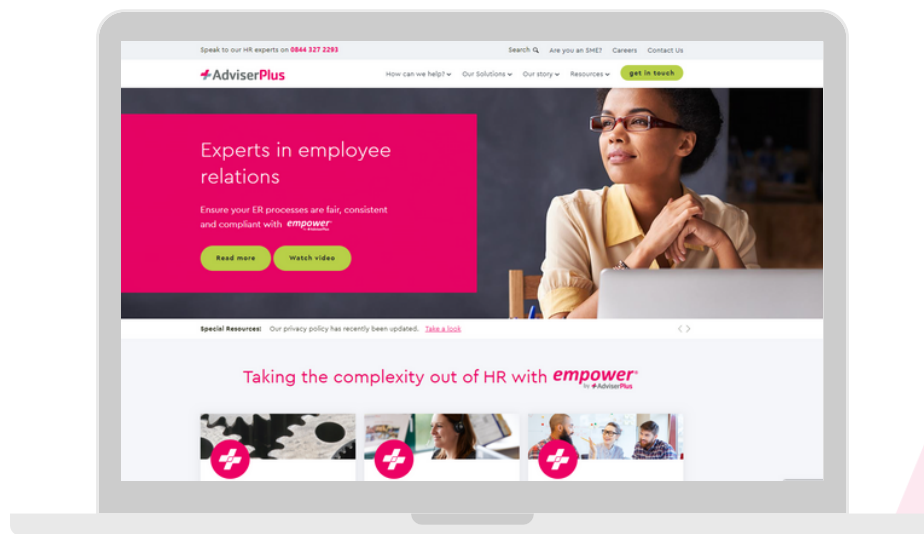 Speak to our HR experts on 0844 327 2293
Search Are you an SME? Careers Contact Us
AdviserPlus
How can we help? Our Solutions Our story Resources get in touch
Experts in employee
relations
Ensure your ER processes are fair, consistent
and compliant with empower
by AdviserPlus
Read more Watch video
Special Resources: Our privacy policy has recently been updated. Take a look
Taking the complexity out of HR with empower®
by AdviserPlus